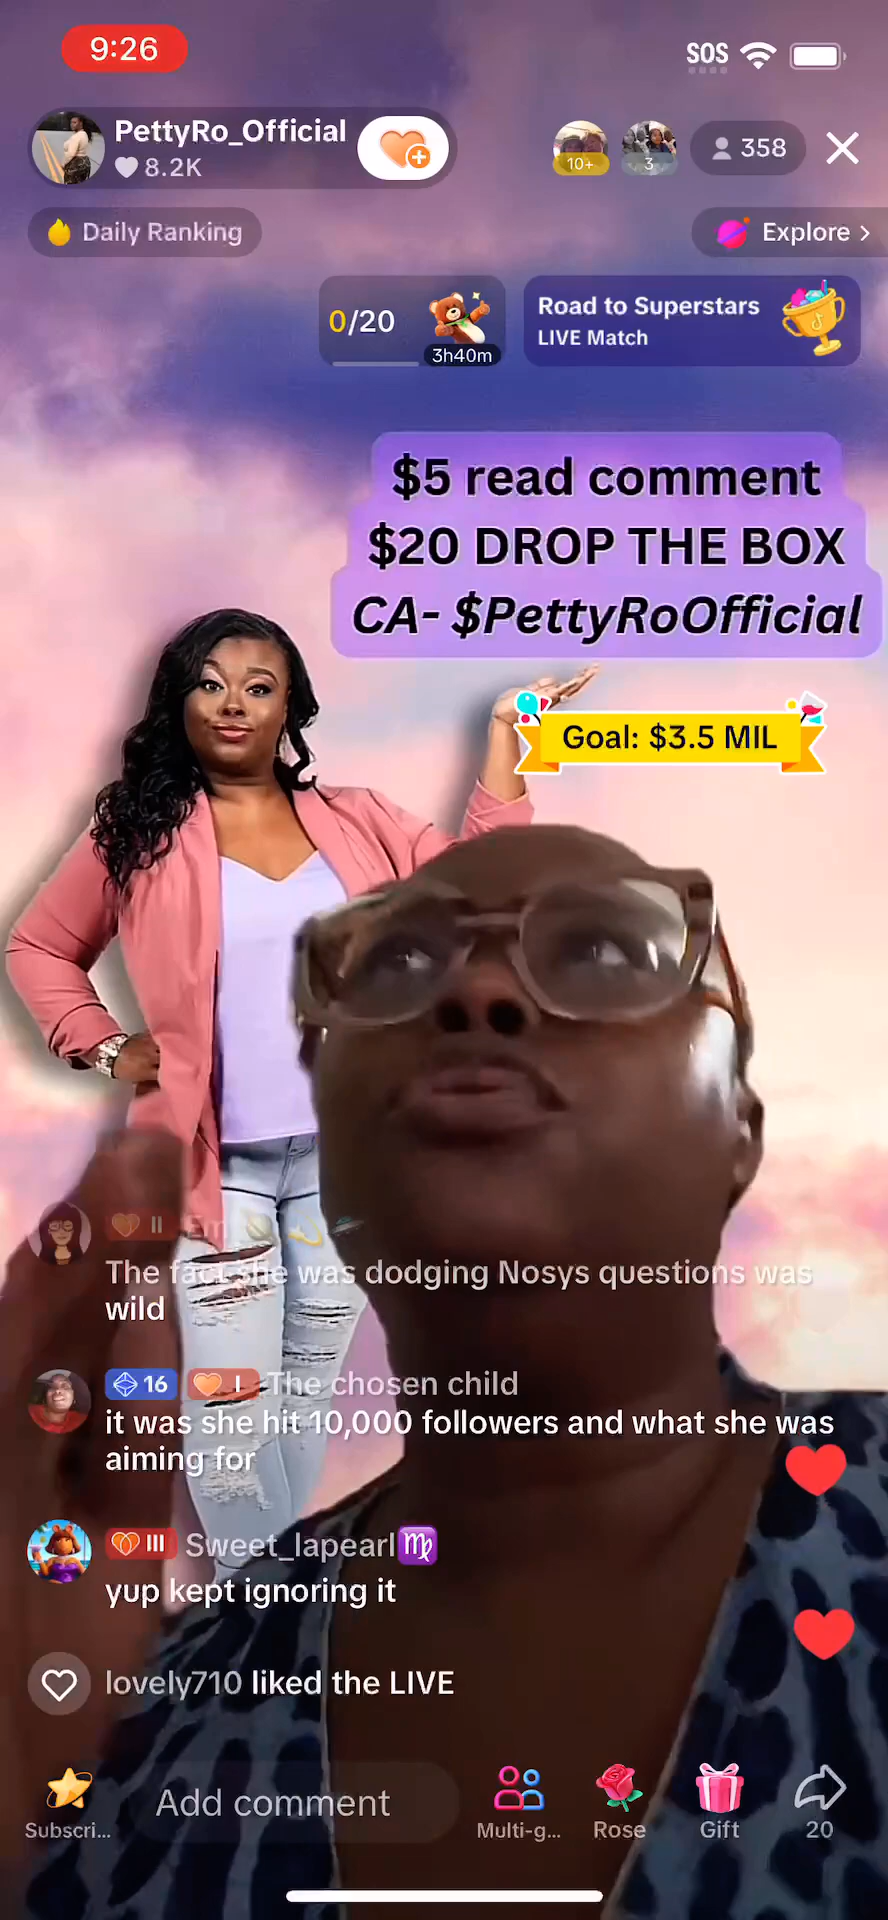 9:26
SOS
PettyRo_Official
8.2K
10+
3
358
Daily Ranking
Explore >
0/20
3h40m
Road to Superstars
LIVE Match
$5 read comment
$20 DROP THE BOX
CA- $PettyRoOfficial
Goal: $3.5 MIL
II Em
The fact she was dodging Nosys questions was
wild
16 I The chosen child
it was she hit 10,000 followers and what she was
aiming for
III Sweet_lapearl♍
yup kept ignoring it
lovely710 liked the LIVE
Subscri...
Add comment
Multi-g...
Rose
Gift
20